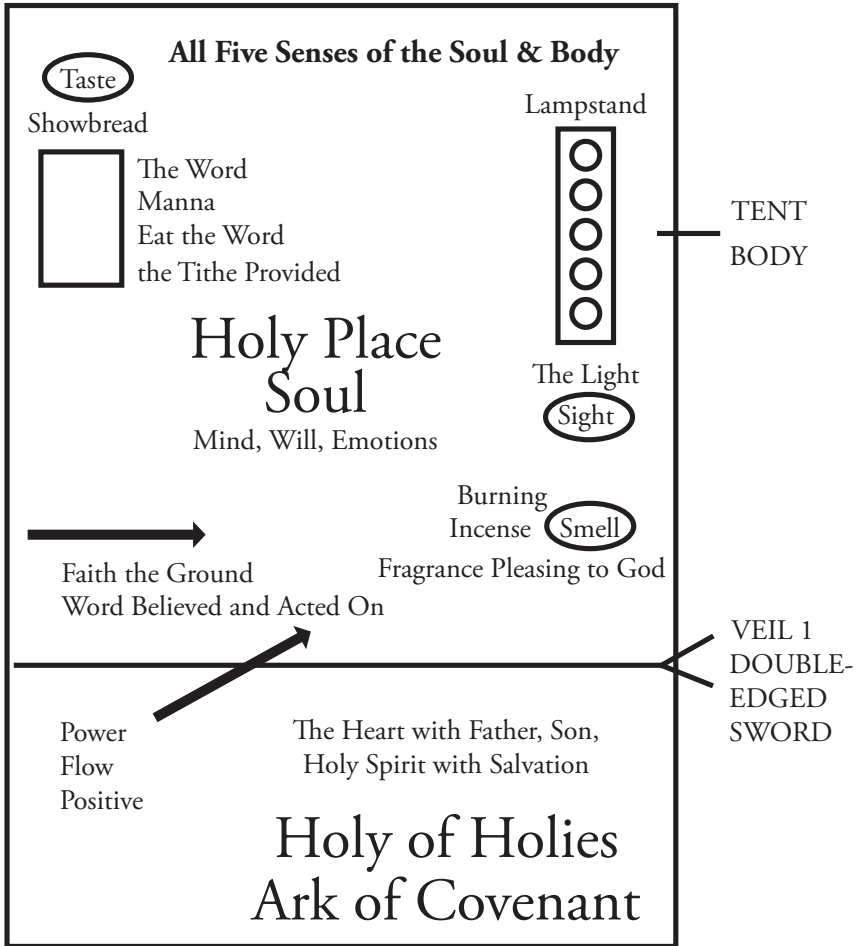 All Five Senses of the Soul & Body
Taste
Showbread
The Word
Manna
Eat the Word
the Tithe Provided
Lampstand
TENT
BODY
Holy Place
Soul
Mind, Will, Emotions
The Light
Sight
Burning
Incense
Smell
Fragrance Pleasing to God
Faith the Ground
Word Believed and Acted On
VEIL 1
DOUBLE-
EDGED
SWORD
Power
Flow
Positive
The Heart with Father, Son,
Holy Spirit with Salvation
Holy of Holies
Ark of Covenant